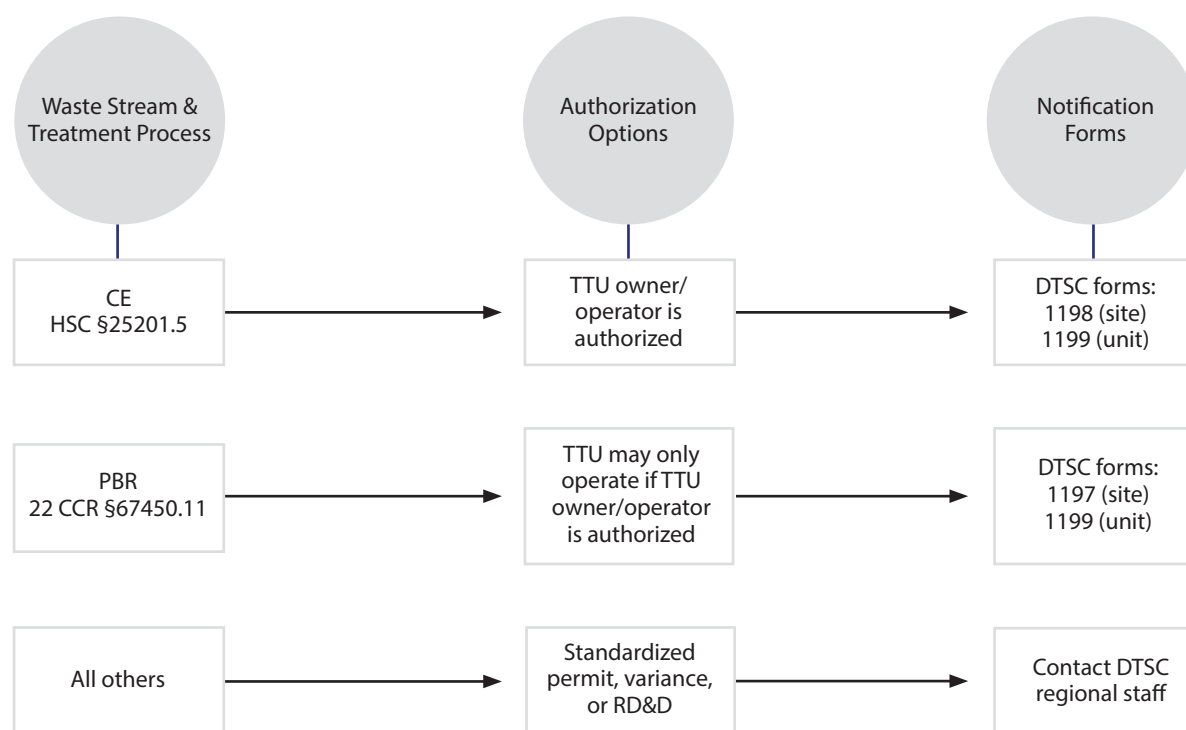 Waste Stream &
Treatment Process
Authorization
Options
Notification
Forms
CE
HSC §25201.5
TTU owner/
operator is
authorized
DTSC forms:
1198 (site)
1199 (unit)
PBR
22 CCR §67450.11
TTU may only
operate if TTU
owner/operator
is authorized
DTSC forms:
1197 (site)
1199 (unit)
All others
Standardized
permit, variance,
or RD&D
Contact DTSC
regional staff